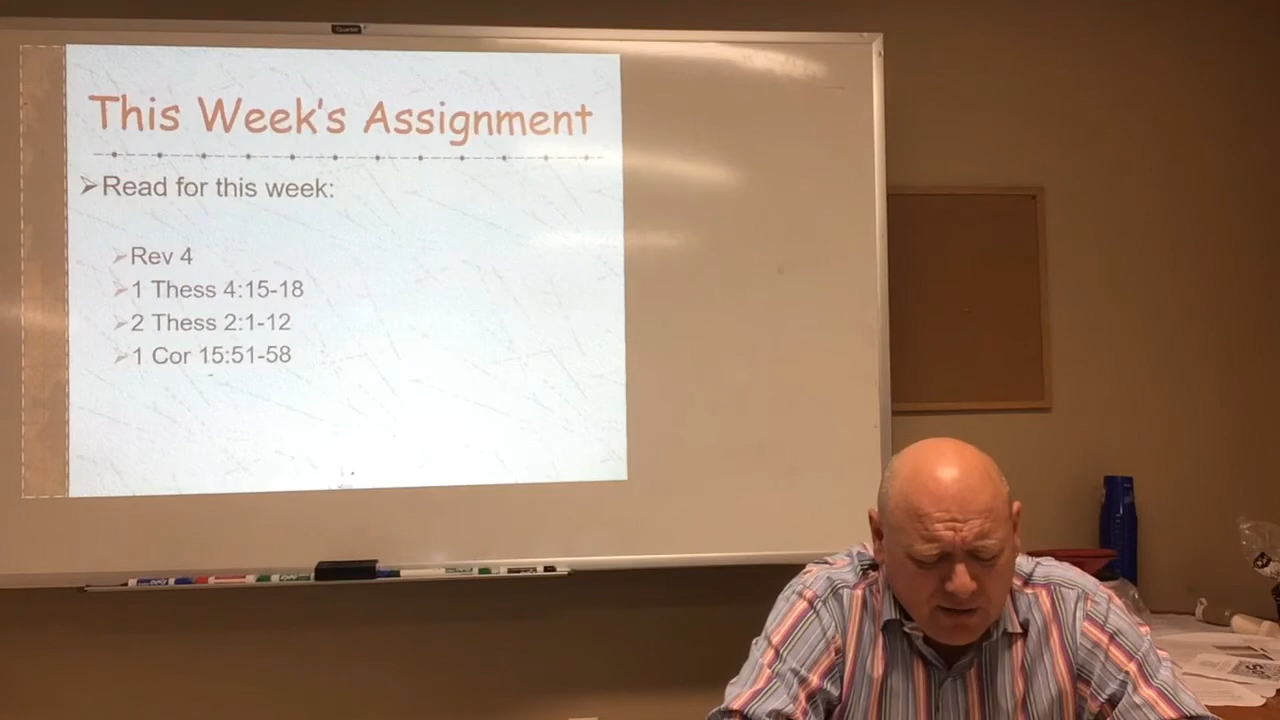 Quartet
This Week's Assignment
Read for this week:
Rev 4
1 Thess 4:15-18
2 Thess 2:1-12
1 Cor 15:51-58